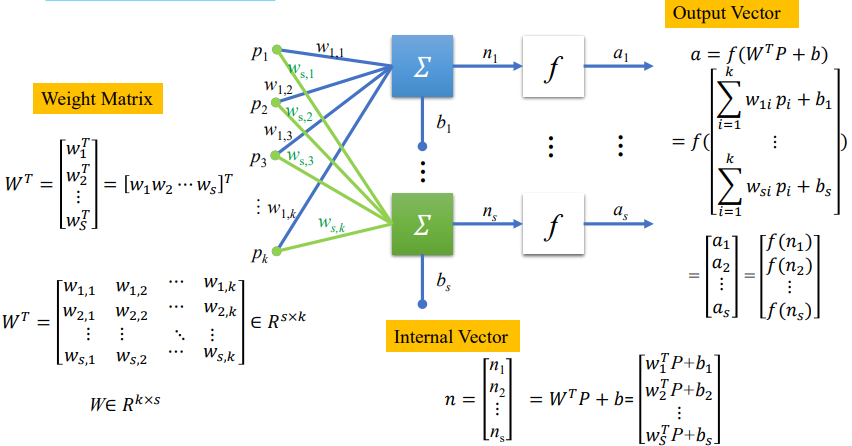 Output Vector
a = f(WᵀP + b)
= f( [ ∑_{i=1}^{k} w_{1i} p_i + b_1
⋮
∑_{i=1}^{k} w_{si} p_i + b_s ] )
= [ a_1 a_2 ⋮ a_s ] = [ f(n_1) f(n_2) ⋮ f(n_s) ]
Weight Matrix
Wᵀ = [ w_1^T w_2^T ⋮ w_S^T ] = [w_1 w_2 ⋯ w_s]ᵀ
Wᵀ = [ w_{1,1} w_{1,2} ⋯ w_{1,k}
w_{2,1} w_{2,2} ⋯ w_{2,k}
⋮ ⋮ ⋱ ⋮
w_{s,1} w_{s,2} ⋯ w_{s,k} ] ∈ R^{s×k}
W∈ R^{k×s}
p_1 w_{1,1} Σ n_1 f a_1
w_{s,1}
w_{1,2}
p_2 w_{s,2}
b_1
w_{1,3}
p_3 w_{s,3}
⋮ ⋮ ⋮
⋮ w_{1,k}
w_{s,k} Σ n_s f a_s
p_k
b_s
Internal Vector
n = [ n_1 n_2 ⋮ n_s ] = WᵀP + b= [ w_1^T P+b_1
w_2^T P+b_2
⋮
w_S^T P+b_s ]